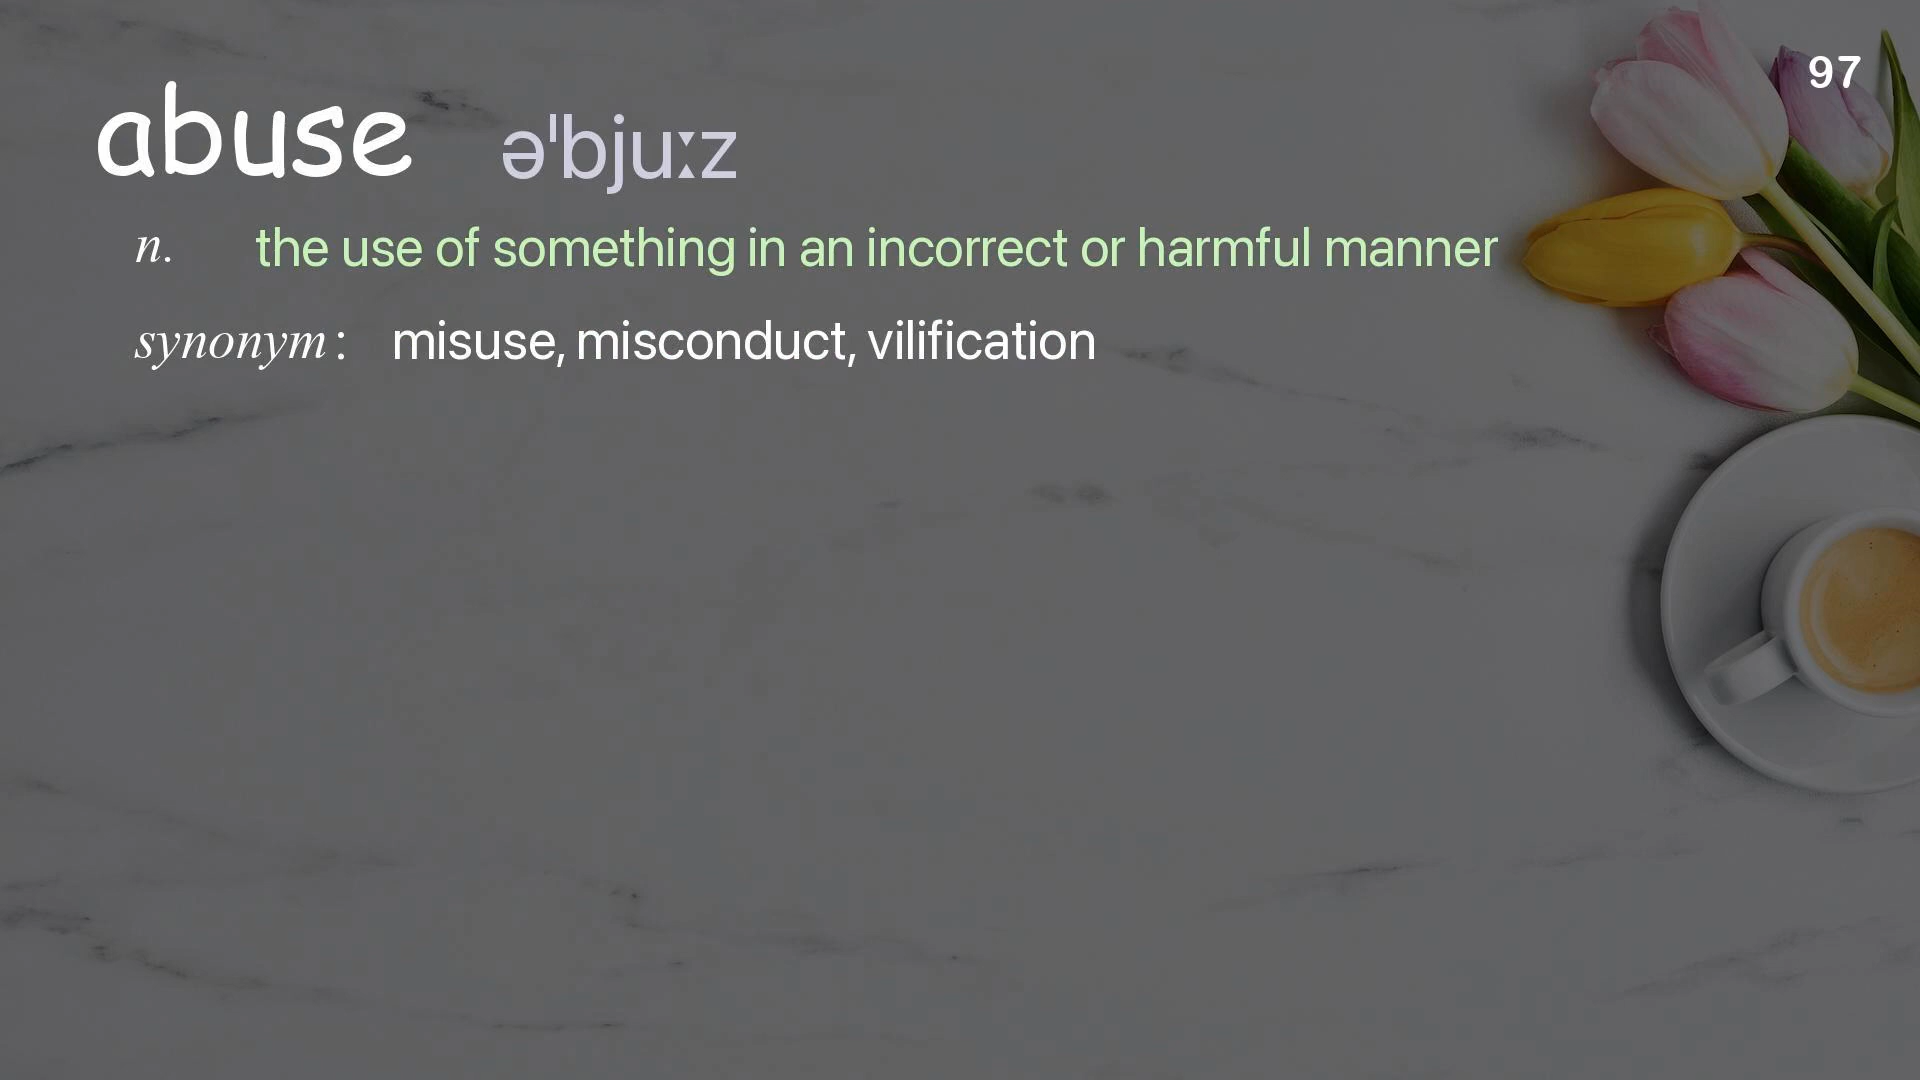 97
abuse əˈbjuːz
n. the use of something in an incorrect or harmful manner
synonym : misuse, misconduct, vilification